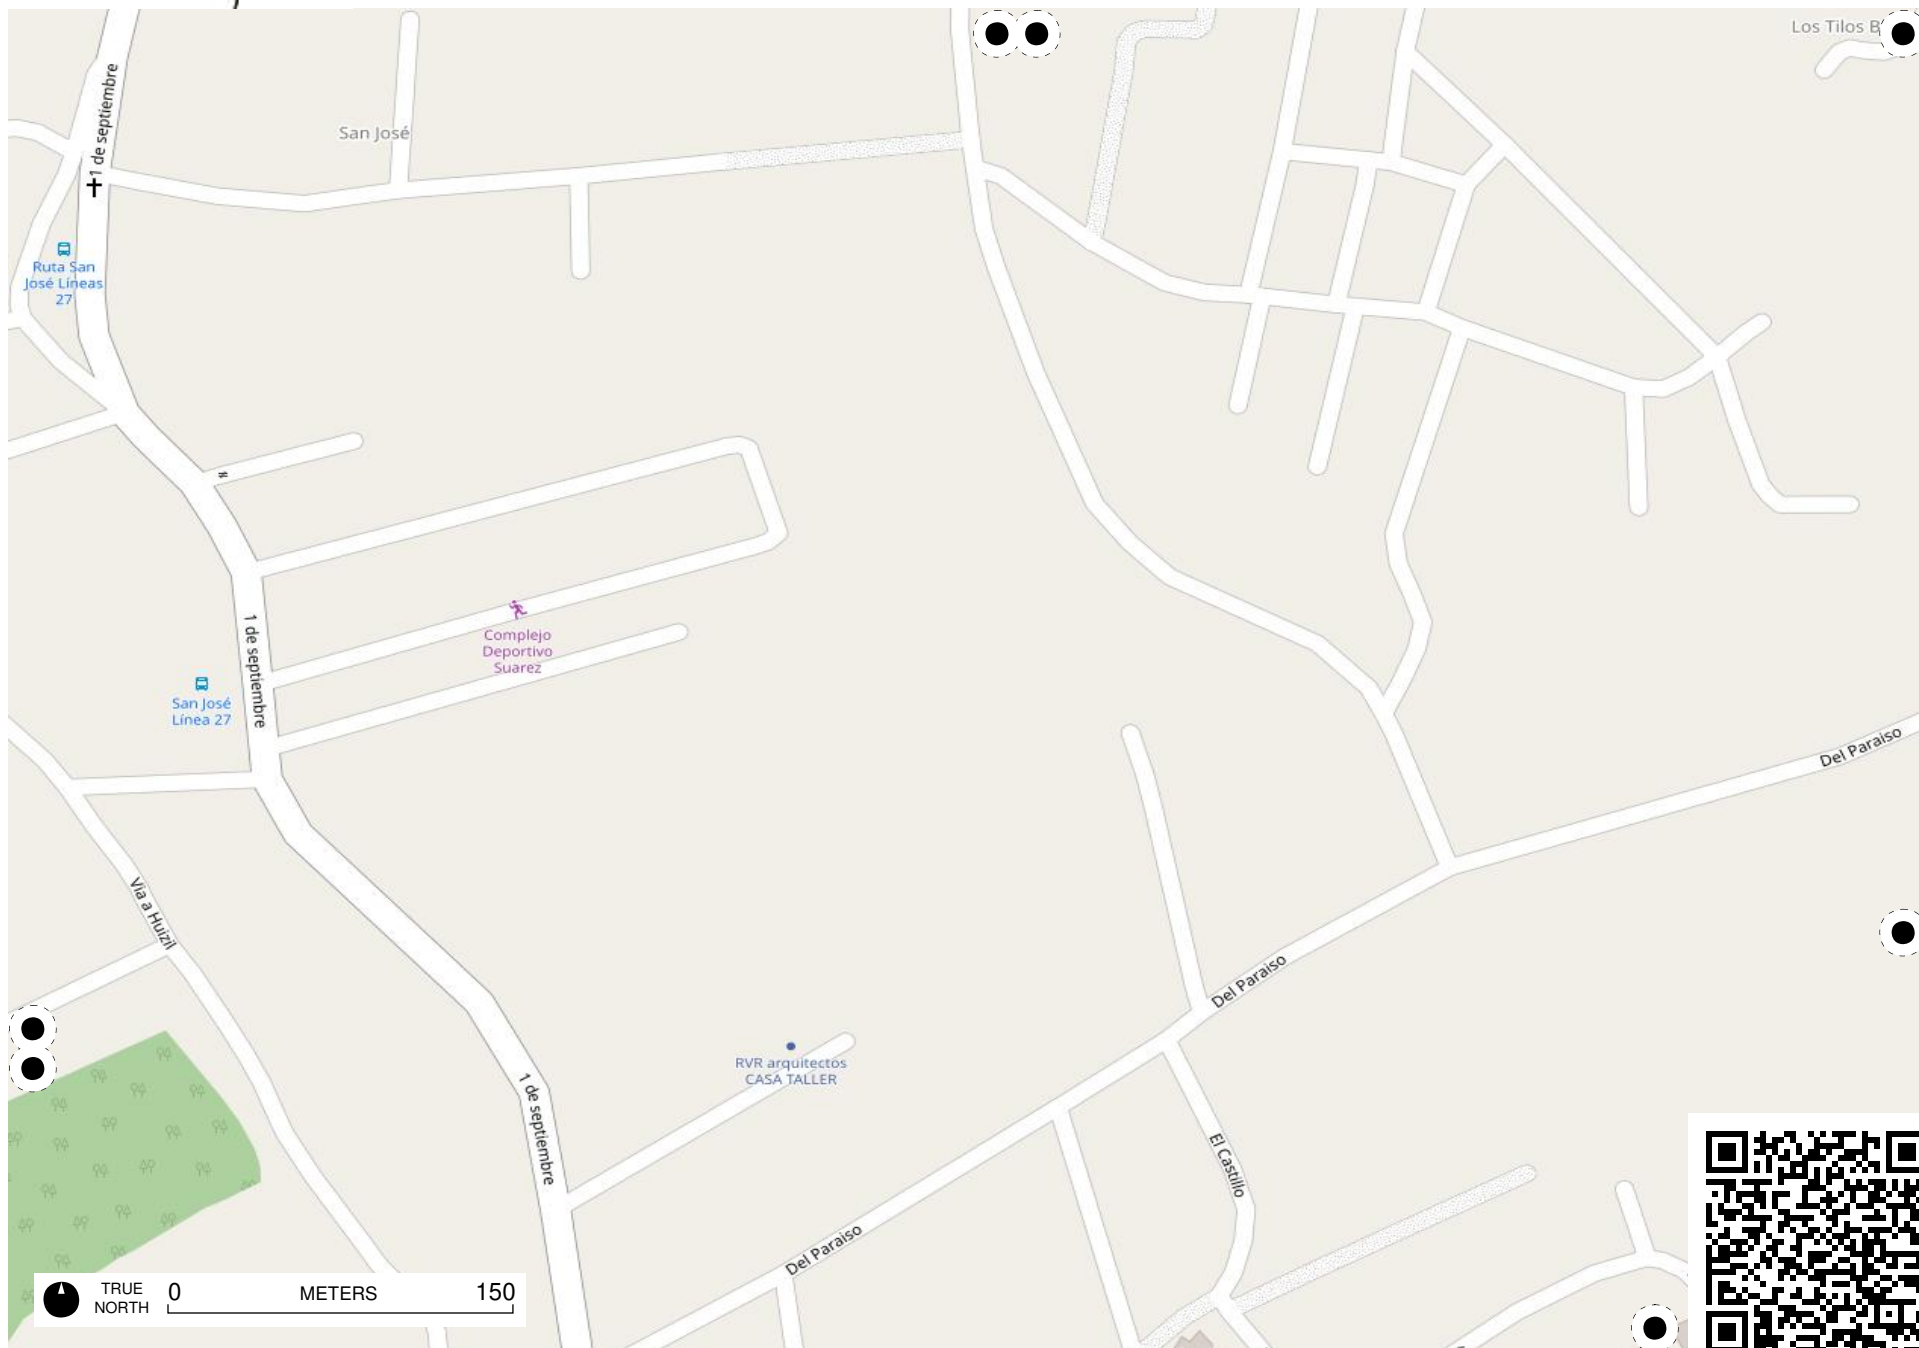 Los Tilos B
1 de septiembre
San José
Ruta San
José Líneas
27
Complejo
Deportivo
Suarez
1 de septiembre
San José
Línea 27
Del Paraiso
Via a Huizil
Del Paraiso
RVR arquitectos
CASA TALLER
1 de septiembre
El Castillo
Del Paraiso
TRUE
NORTH
0 METERS 150